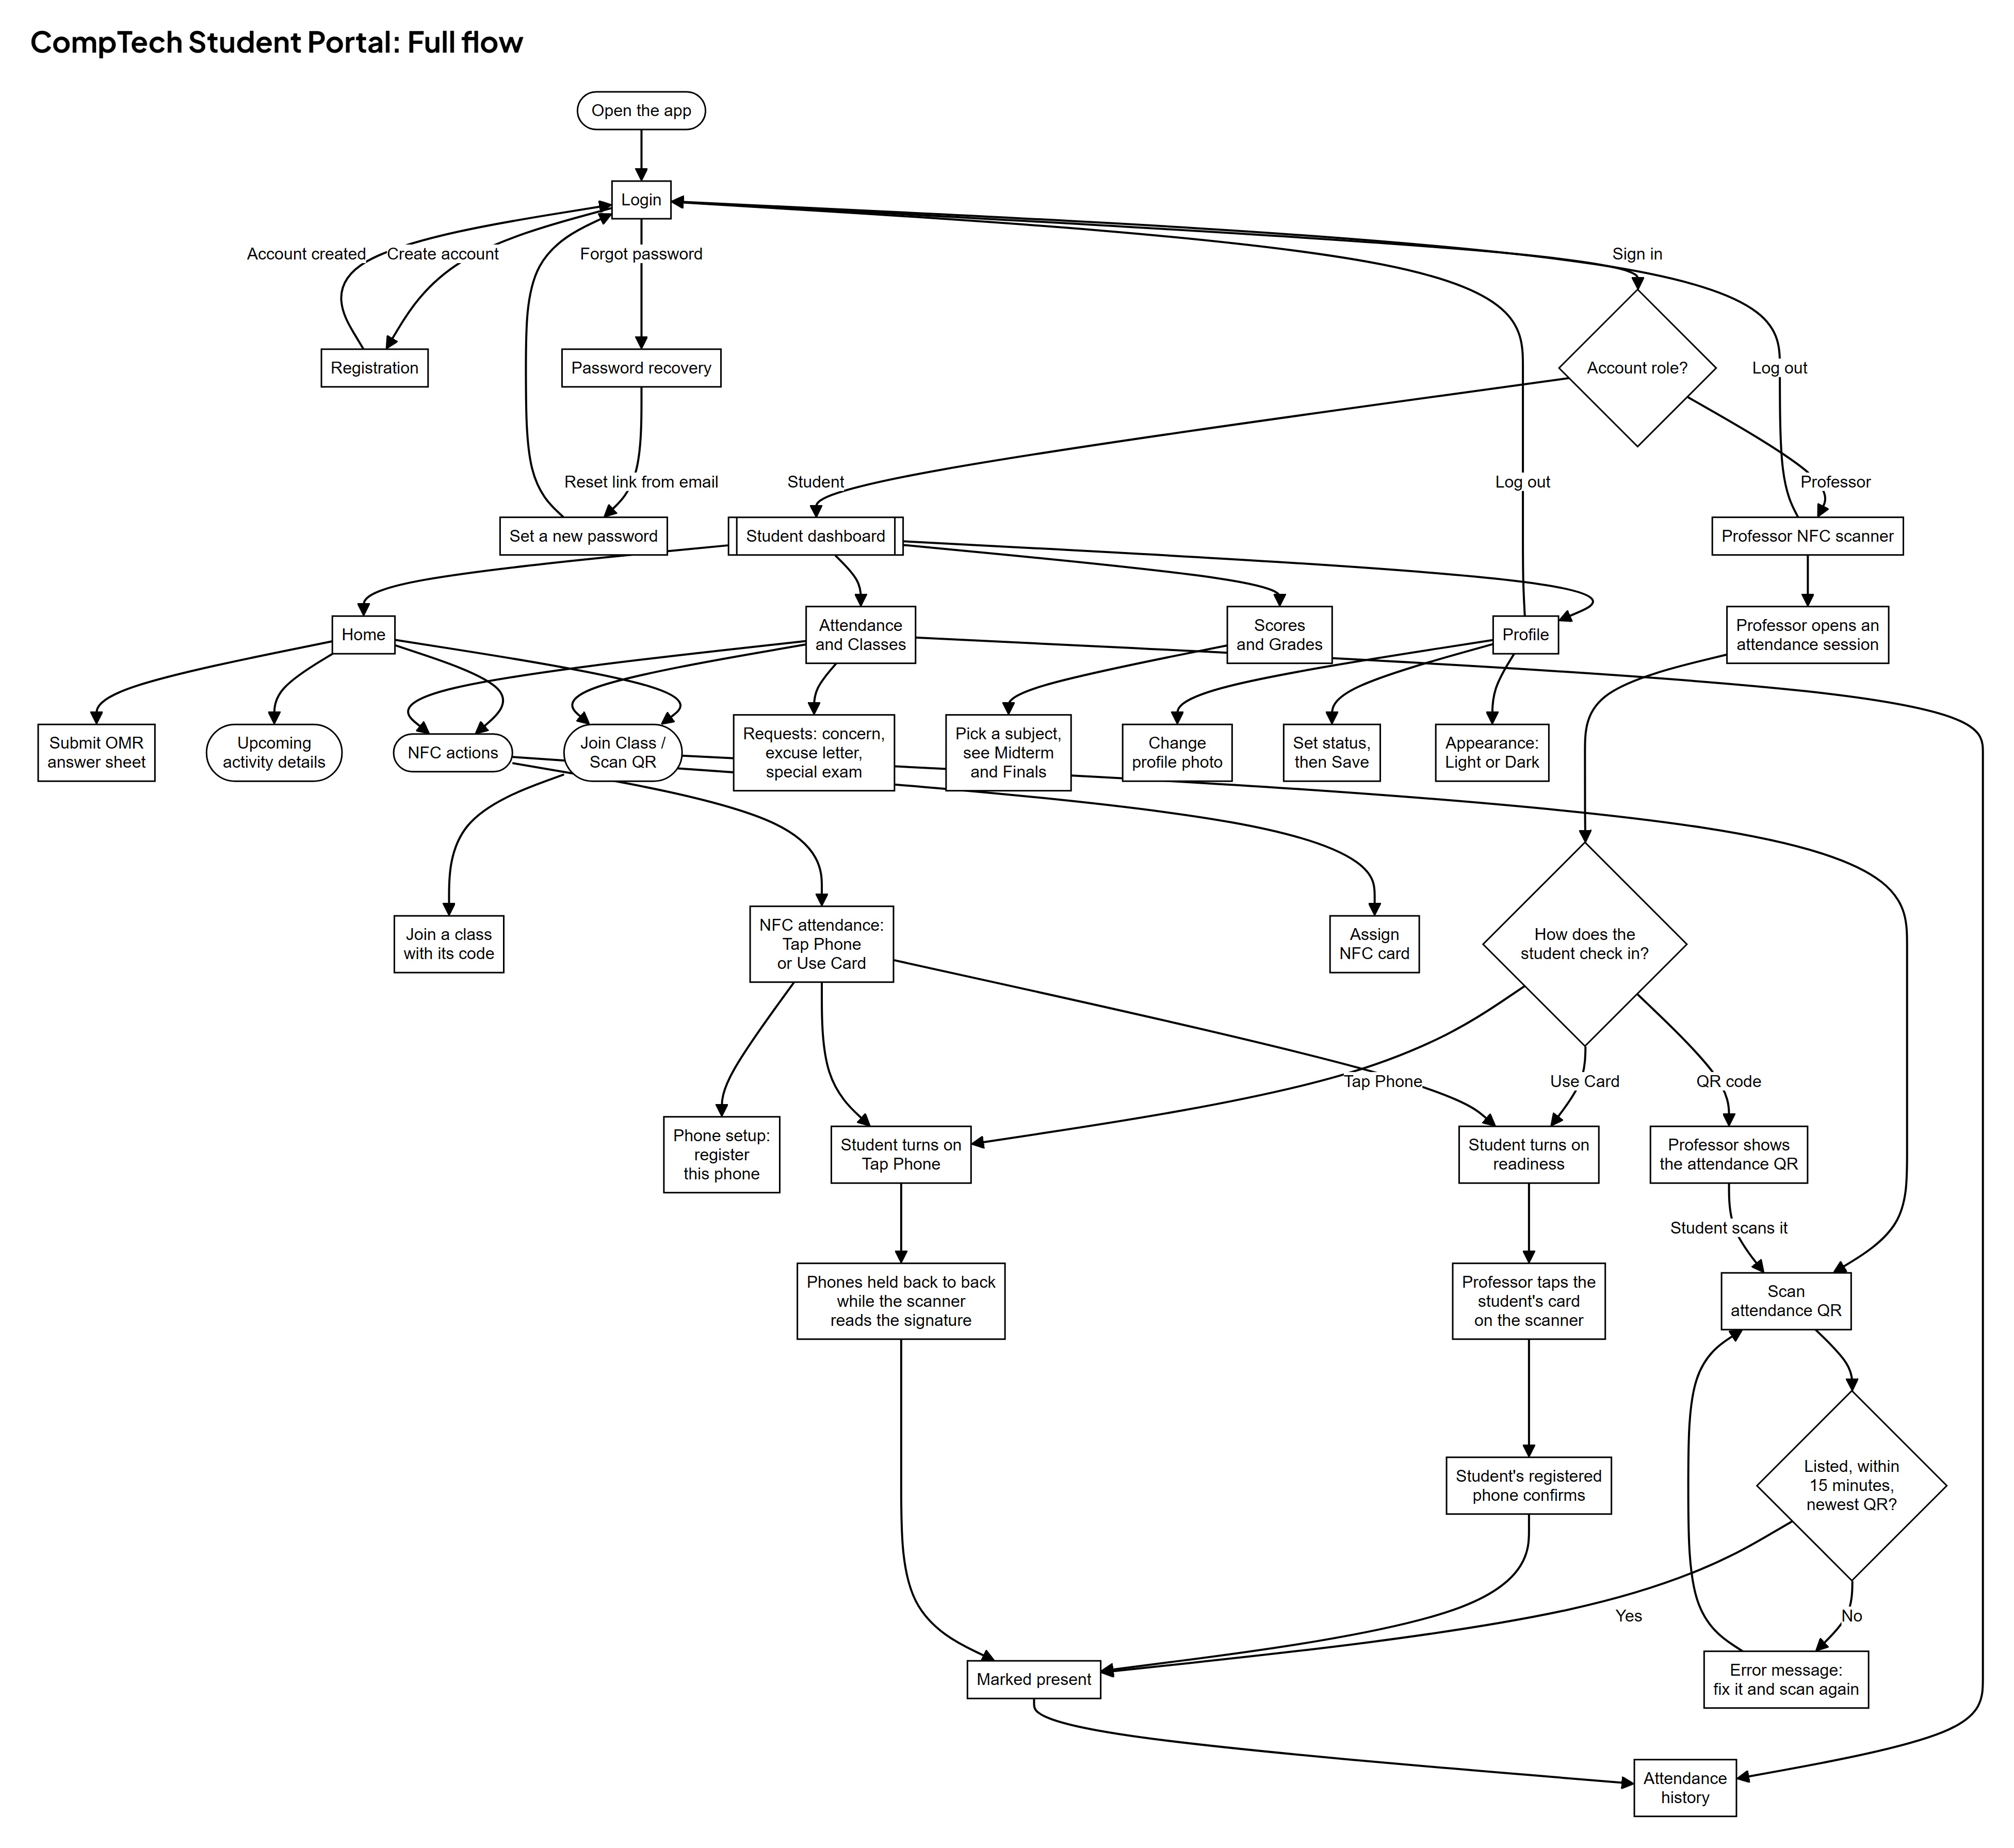 CompTech Student Portal: Full flow
Open the app
Login
Account created
Create account
Forgot password
Sign in
Registration
Password recovery
Account role?
Log out
Reset link from email
Student
Log out
Professor
Set a new password
Student dashboard
Professor NFC scanner
Home
Attendance
and Classes
Scores
and Grades
Profile
Professor opens an
attendance session
Submit OMR
answer sheet
Upcoming
activity details
NFC actions
Join Class /
Scan QR
Requests: concern,
excuse letter,
special exam
Pick a subject,
see Midterm
and Finals
Change
profile photo
Set status,
then Save
Appearance:
Light or Dark
Join a class
with its code
NFC attendance:
Tap Phone
or Use Card
Assign
NFC card
How does the
student check in?
Tap Phone
Use Card
QR code
Phone setup:
register
this phone
Student turns on
Tap Phone
Student turns on
readiness
Professor shows
the attendance QR
Student scans it
Phones held back to back
while the scanner
reads the signature
Professor taps the
student's card
on the scanner
Scan
attendance QR
Student's registered
phone confirms
Listed, within
15 minutes,
newest QR?
Yes
No
Marked present
Error message:
fix it and scan again
Attendance
history